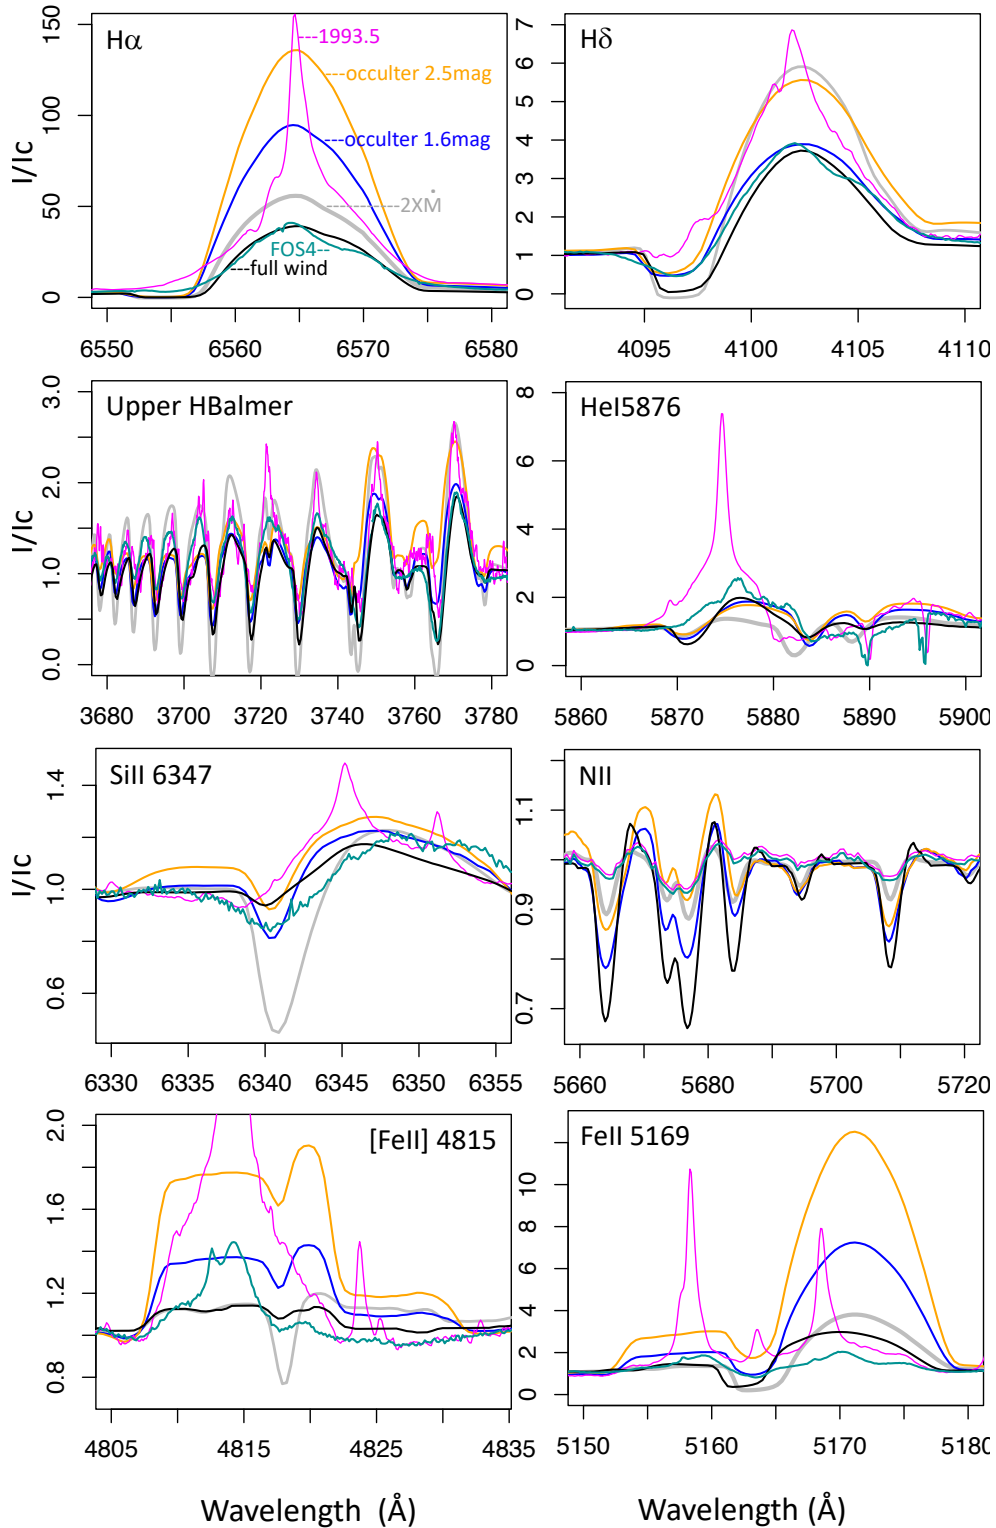 Hα
---1993.5
---occulter 2.5mag
---occulter 1.6mag
--------2XṀ
FOS4--
---full wind
I/Ic
0 50 100 150
6550 6560 6570 6580
Hδ
0 1 2 3 4 5 6 7
4095 4100 4105 4110
Upper HBalmer
I/Ic
0.0 1.0 2.0 3.0
3680 3700 3720 3740 3760 3780
HeI5876
0 2 4 6 8
5860 5870 5880 5890 5900
SiII 6347
I/Ic
0.6 1.0 1.4
6330 6335 6340 6345 6350 6355
NII
0.7 0.9 1.1
5660 5680 5700 5720
[FeII] 4815
0.8 1.2 1.6 2.0
4805 4815 4825 4835
FeII 5169
0 2 4 6 8 10
5150 5160 5170 5180
Wavelength (Å)
Wavelength (Å)